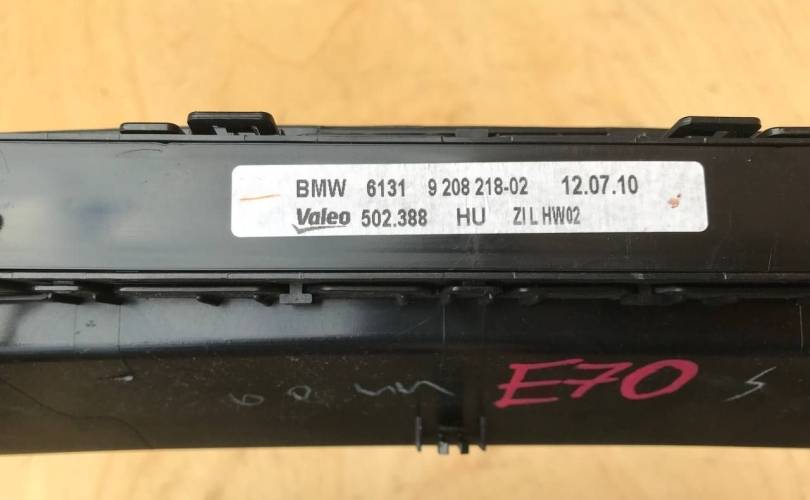 BMW 6131 9 208 218-02 12.07.10
Valeo 502.388 HU ZI L HW02
E70